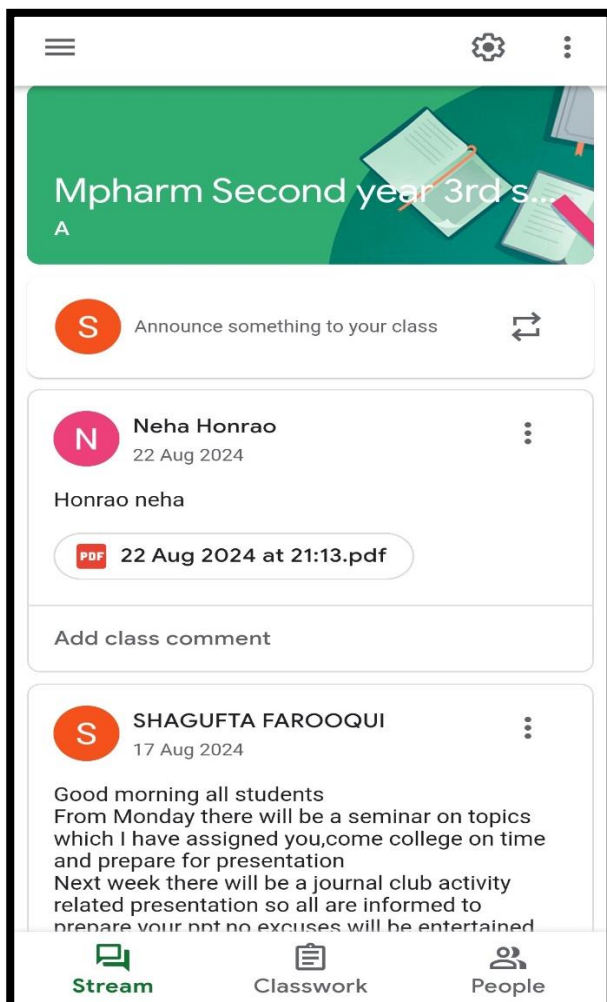 Mpharm Second year 3rd s...
A
S
Announce something to your class
N
Neha Honrao
22 Aug 2024
Honrao neha
PDF
22 Aug 2024 at 21:13.pdf
Add class comment
S
SHAGUFTA FAROOQUI
17 Aug 2024
Good morning all students
From Monday there will be a seminar on topics
which I have assigned you,come college on time
and prepare for presentation
Next week there will be a journal club activity
related presentation so all are informed to
prepare your ppt no excuses will be entertained
Stream
Classwork
People